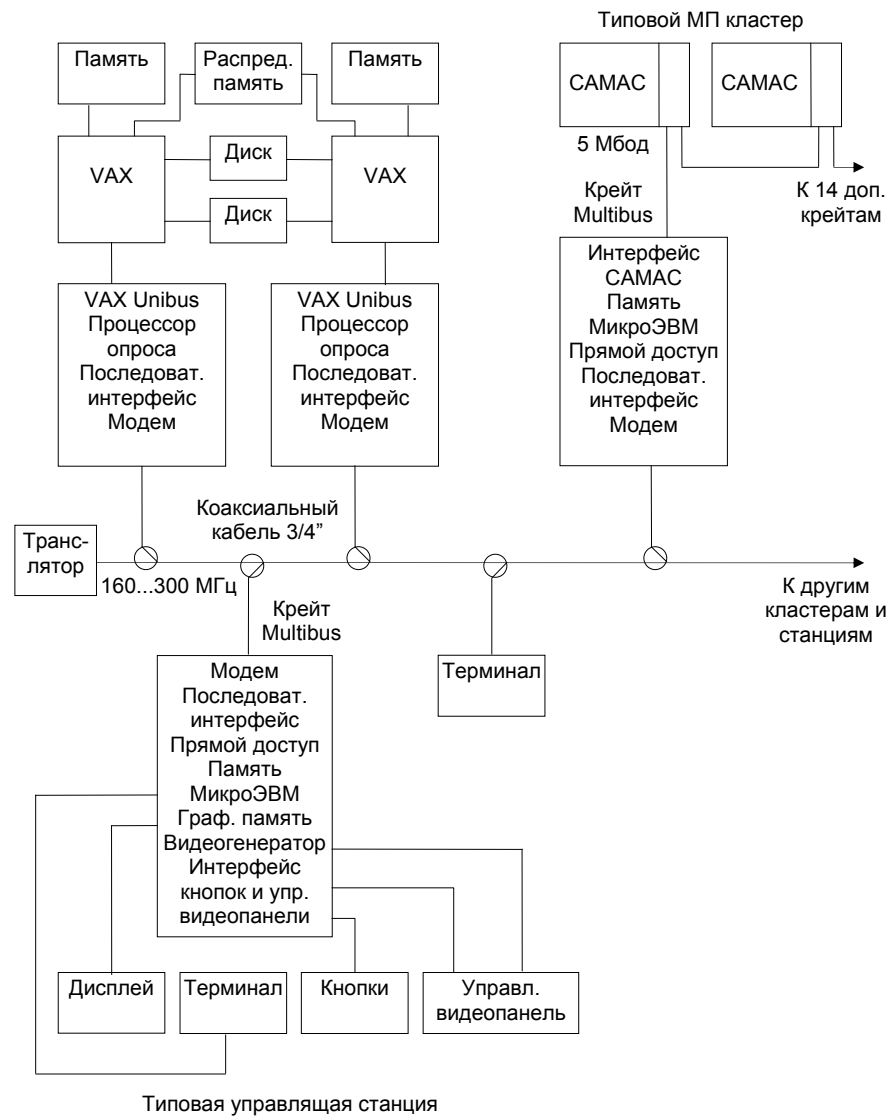 Типовой МП кластер
Память
Распред.
память
Память
САМАС
САМАС
VAX
Диск
VAX
Диск
5 Мбод
К 14 доп.
крейтам
Крейт
Multibus
VAX Unibus
Процессор
опроса
Последоват.
интерфейс
Модем
VAX Unibus
Процессор
опроса
Последоват.
интерфейс
Модем
Интерфейс
САМАС
Память
МикроЭВМ
Прямой доступ
Последоват.
интерфейс
Модем
Коаксиальный
кабель 3/4”
Транс-
лятор
160...300 МГц
К другим
кластерам и
станциям
Крейт
Multibus
Модем
Последоват.
интерфейс
Прямой доступ
Память
МикроЭВМ
Граф. память
Видеогенератор
Интерфейс
кнопок и упр.
видеопанели
Терминал
Дисплей
Терминал
Кнопки
Управл.
видеопанель
Типовая управлящая станция